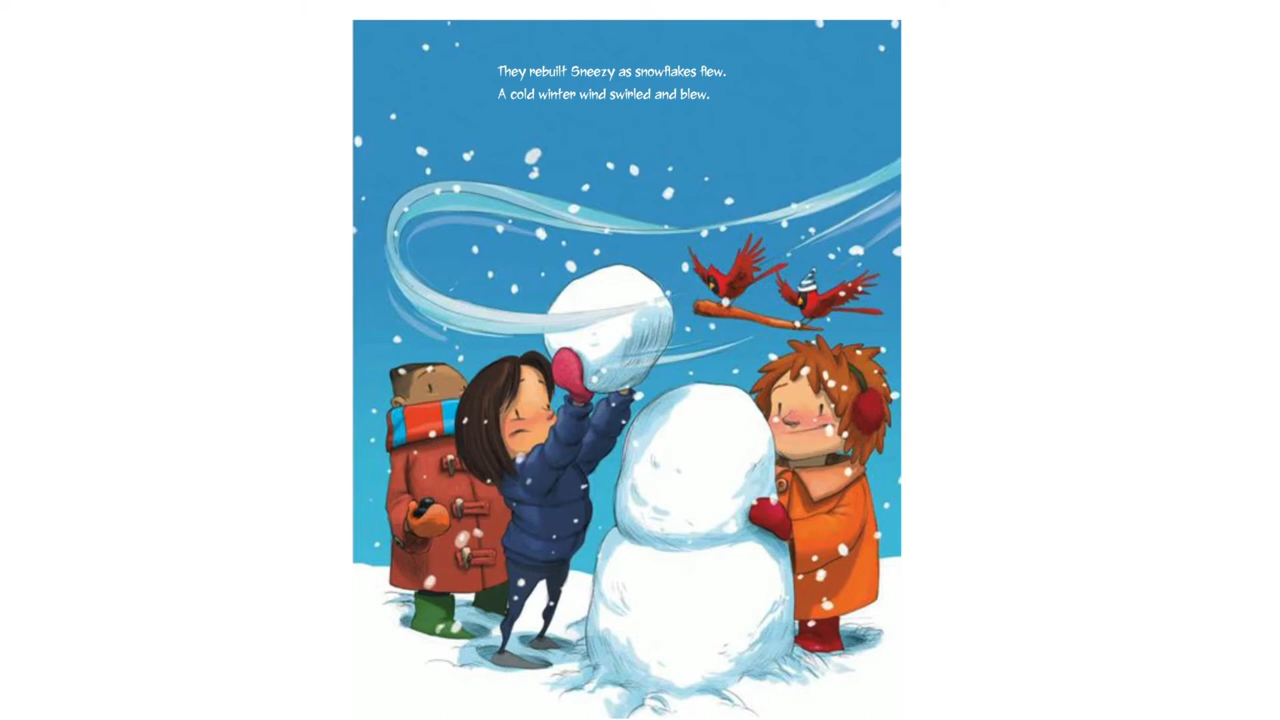 They rebuilt Sneezy as snowflakes flew.
A cold winter wind swirled and blew.